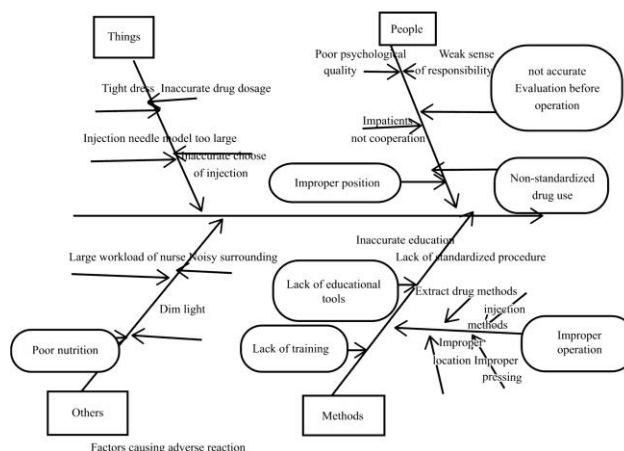 Things
People
Poor psychological
quality
Weak sense
of responsibility
not accurate
Evaluation before
operation
Tight dress
Inaccurate drug dosage
Impatients
not cooperation
Injection needle model too large
Inaccurate choose
of injection
Improper position
Non-standardized
drug use
Inaccurate education
Lack of standardized procedure
Large workload of nurse
Noisy surrounding
Lack of educational
tools
Extract drug methods
injection
methods
Dim light
Improper
operation
Poor nutrition
Lack of training
Improper
location
Improper
pressing
Others
Methods
Factors causing adverse reaction